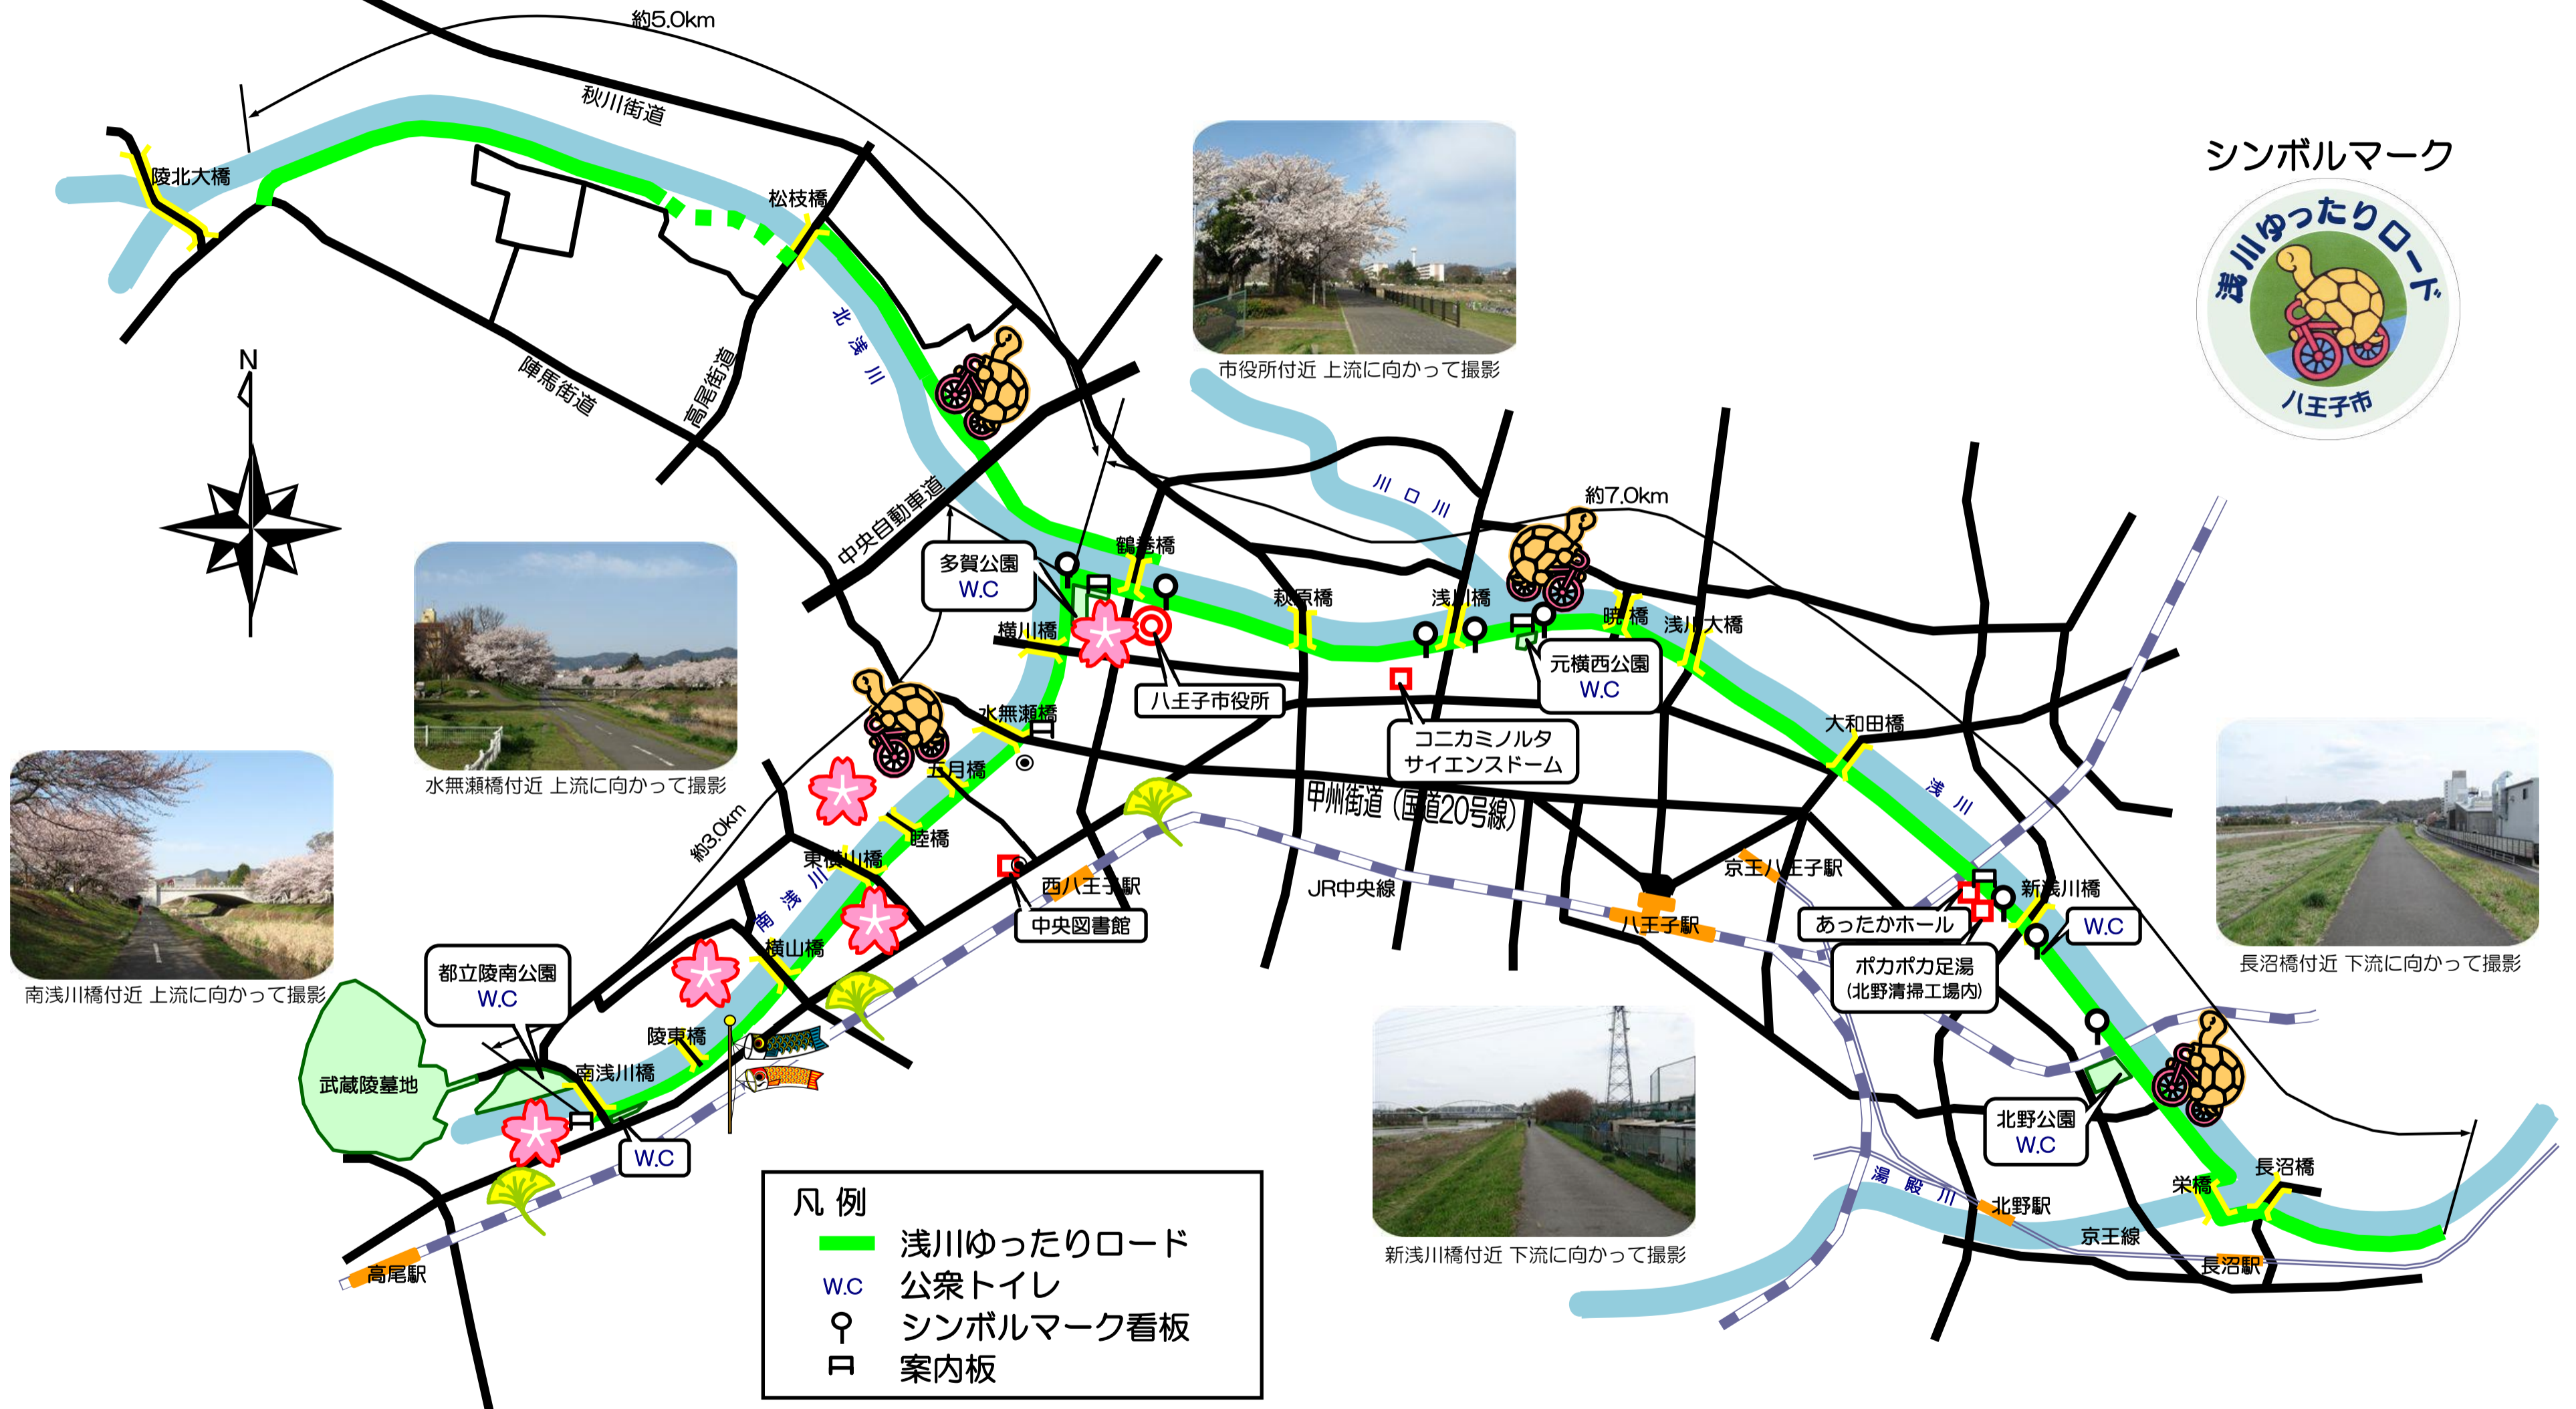 約5.0km
秋川街道
シンボルマーク
浅川ゆったりロード
八王子市
陵北大橋
松枝橋
北浅川
N
陣馬街道
高尾街道
市役所付近 上流に向かって撮影
川口川
約7.0km
中央自動車道
多賀公園
W.C
鶴巻橋
横川橋
萩原橋
浅川橋
暁橋
浅川大橋
元横西公園
W.C
八王子市役所
水無瀬橋
コニカミノルタ
サイエンスドーム
大和田橋
浅川
水無瀬橋付近 上流に向かって撮影
五月橋
甲州街道(国道20号線)
約3.0km
睦橋
東横山橋
南浅川
西八王子駅
JR中央線
京王八王子駅
八王子駅
中央図書館
あったかホール
新浅川橋
W.C
ポカポカ足湯
(北野清掃工場内)
長沼橋付近 下流に向かって撮影
横山橋
都立陵南公園
W.C
南浅川橋付近 上流に向かって撮影
陵東橋
南浅川橋
武蔵陵墓地
W.C
北野公園
W.C
栄橋
長沼橋
湯殿川
北野駅
京王線
長沼駅
新浅川橋付近 下流に向かって撮影
高尾駅
凡例
浅川ゆったりロード
W.C 公衆トイレ
シンボルマーク看板
案内板